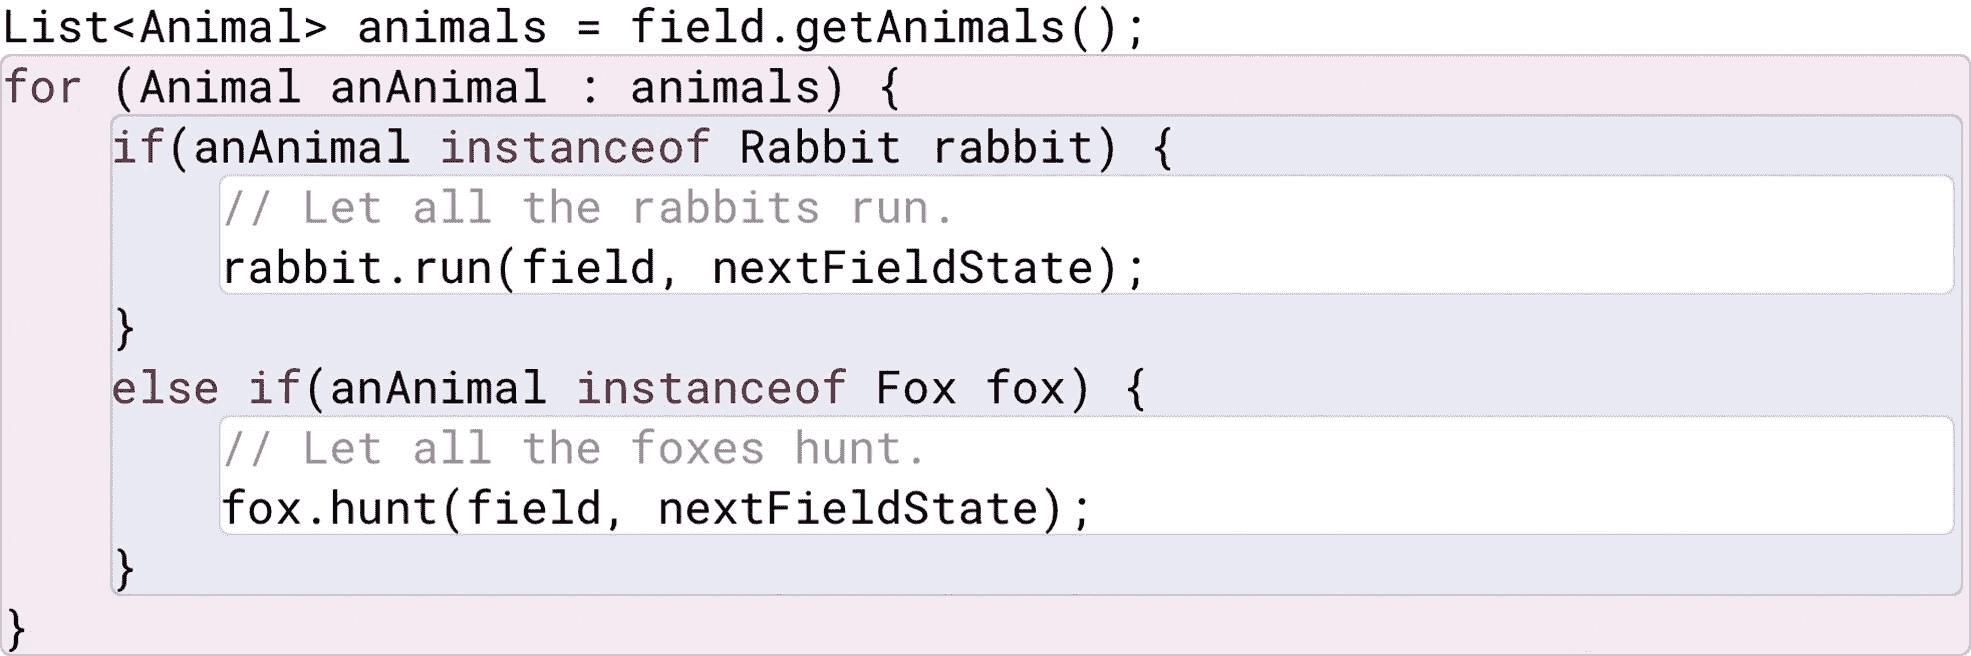 List<Animal> animals = field.getAnimals();
for (Animal anAnimal : animals) {
if(anAnimal instanceof Rabbit rabbit) {
// Let all the rabbits run.
rabbit.run(field, nextFieldState);
}
else if(anAnimal instanceof Fox fox) {
// Let all the foxes hunt.
fox.hunt(field, nextFieldState);
}
}